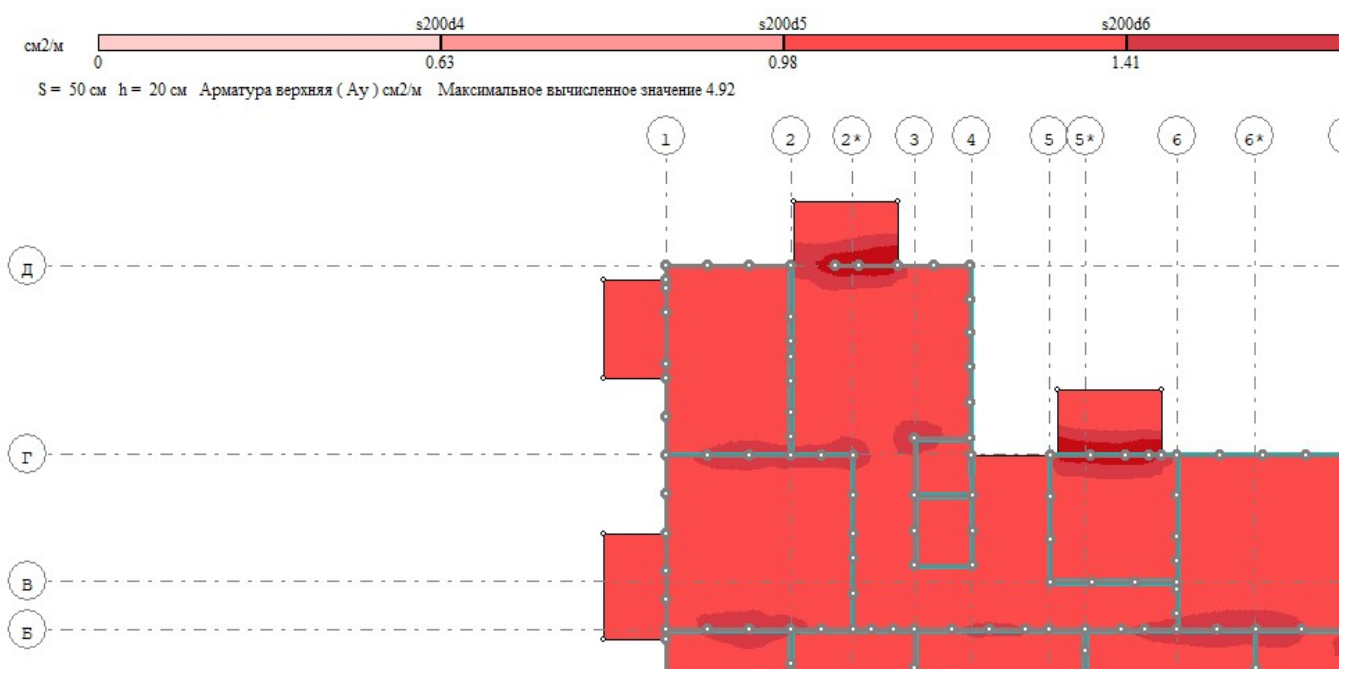 s200d4 s200d5 s200d6
см2/м
0 0.63 0.98 1.41
S = 50 см h = 20 см Арматура верхняя ( Ay ) см2/м Максимальное вычисленное значение 4.92
1 2 2* 3 4 5 5* 6 6*
Д
Г
В
Б